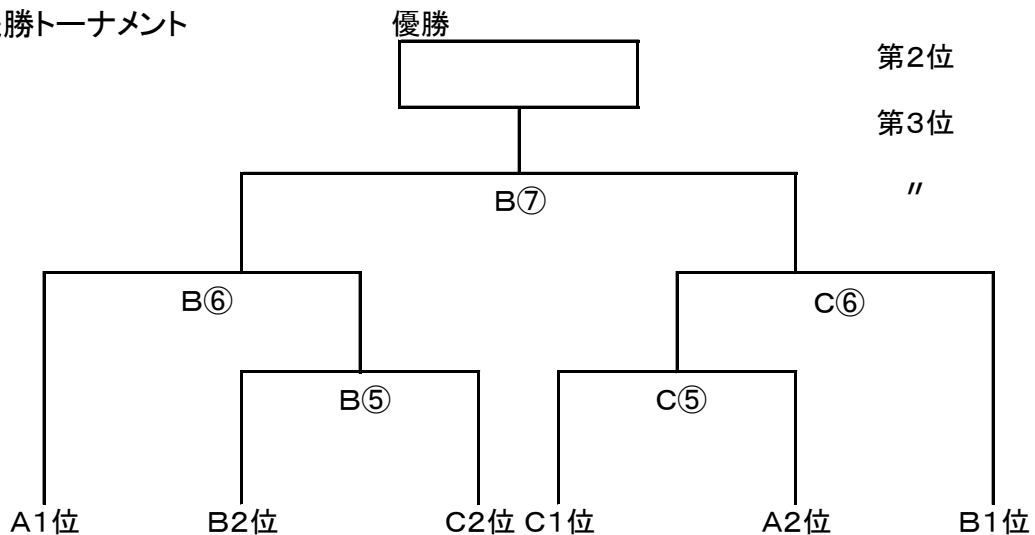 勝トーナメント 優勝
第2位
第3位
〃
B⑦
B⑥ C⑥
B⑤ C⑤
A1位 B2位 C2位 C1位 A2位 B1位